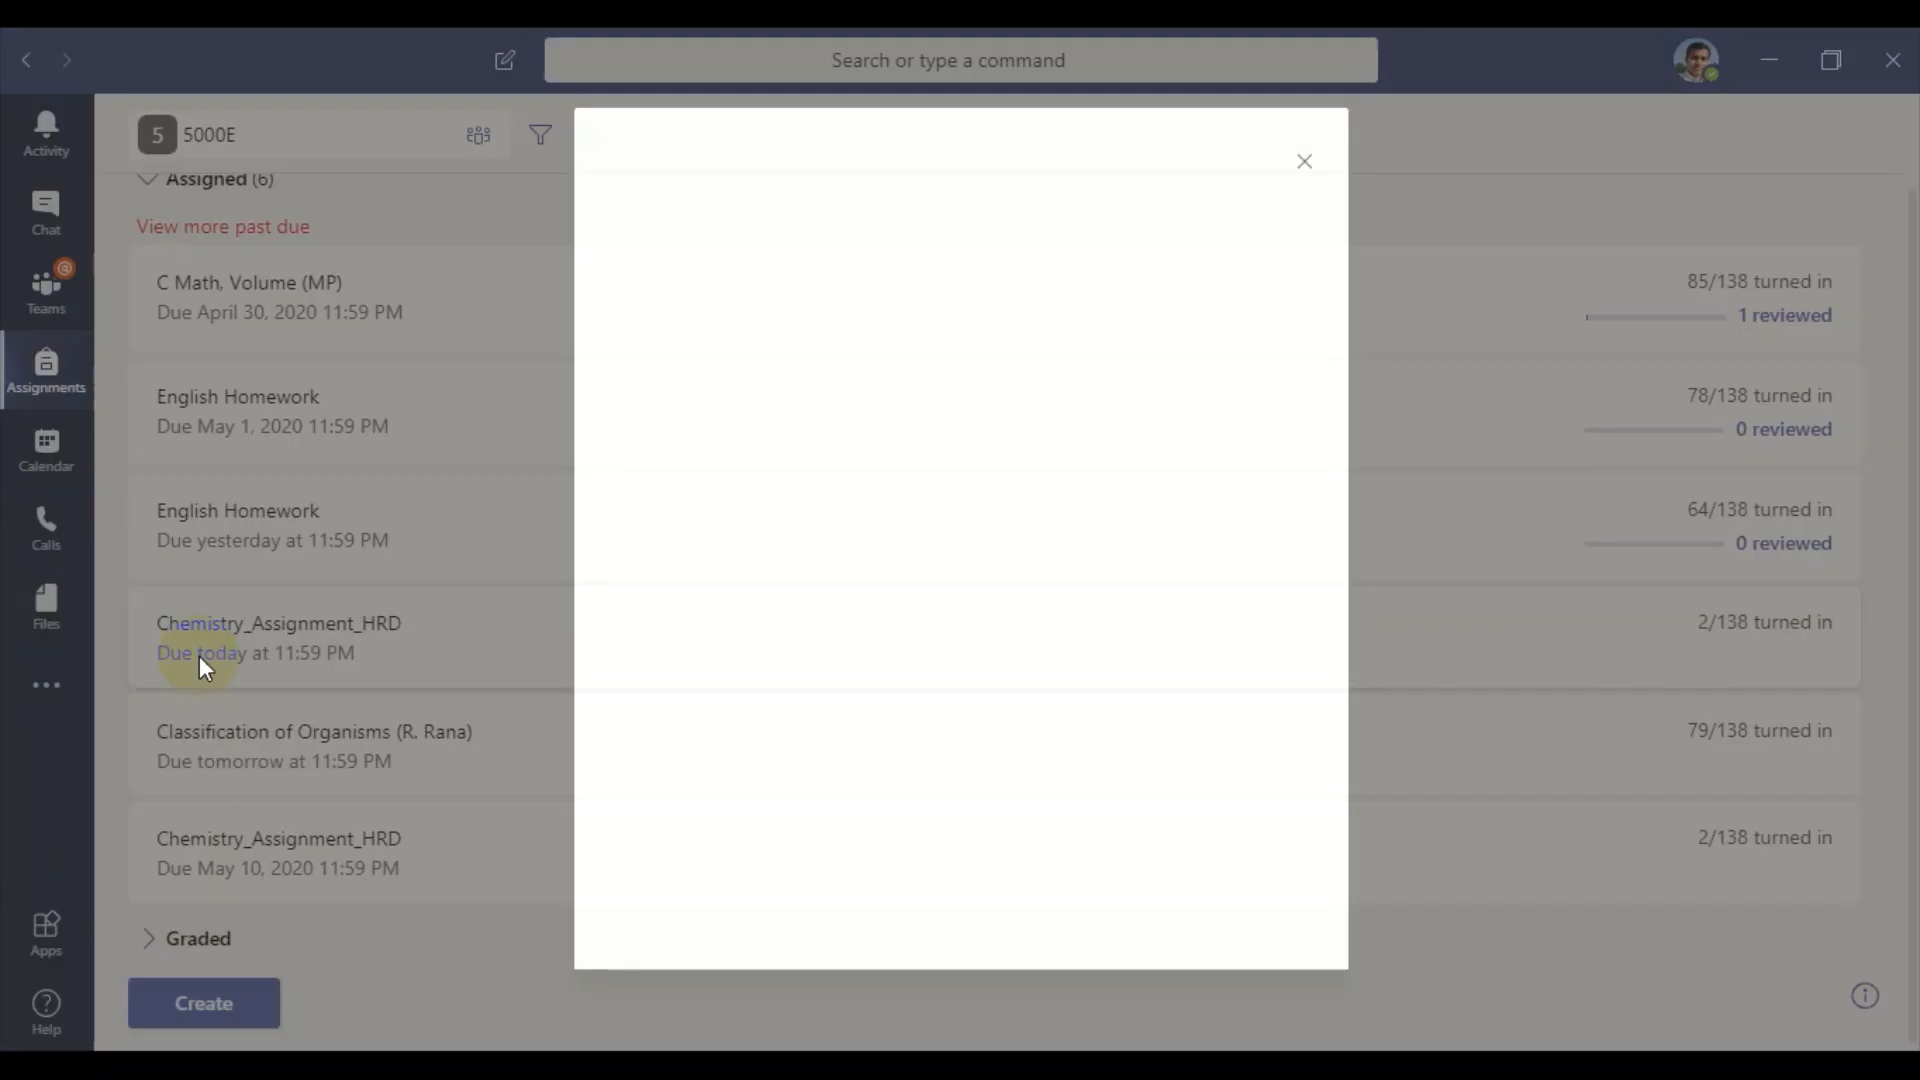 Search or type a command
Activity
Chat
Teams
Assignments
Calendar
Calls
Files
Apps
Help
5 5000E
Assigned (6)
View more past due
C Math, Volume (MP)
Due April 30, 2020 11:59 PM
85/138 turned in
1 reviewed
English Homework
Due May 1, 2020 11:59 PM
78/138 turned in
0 reviewed
English Homework
Due yesterday at 11:59 PM
64/138 turned in
0 reviewed
Chemistry_Assignment_HRD
Due today at 11:59 PM
2/138 turned in
Classification of Organisms (R. Rana)
Due tomorrow at 11:59 PM
79/138 turned in
Chemistry_Assignment_HRD
Due May 10, 2020 11:59 PM
2/138 turned in
Graded
Create